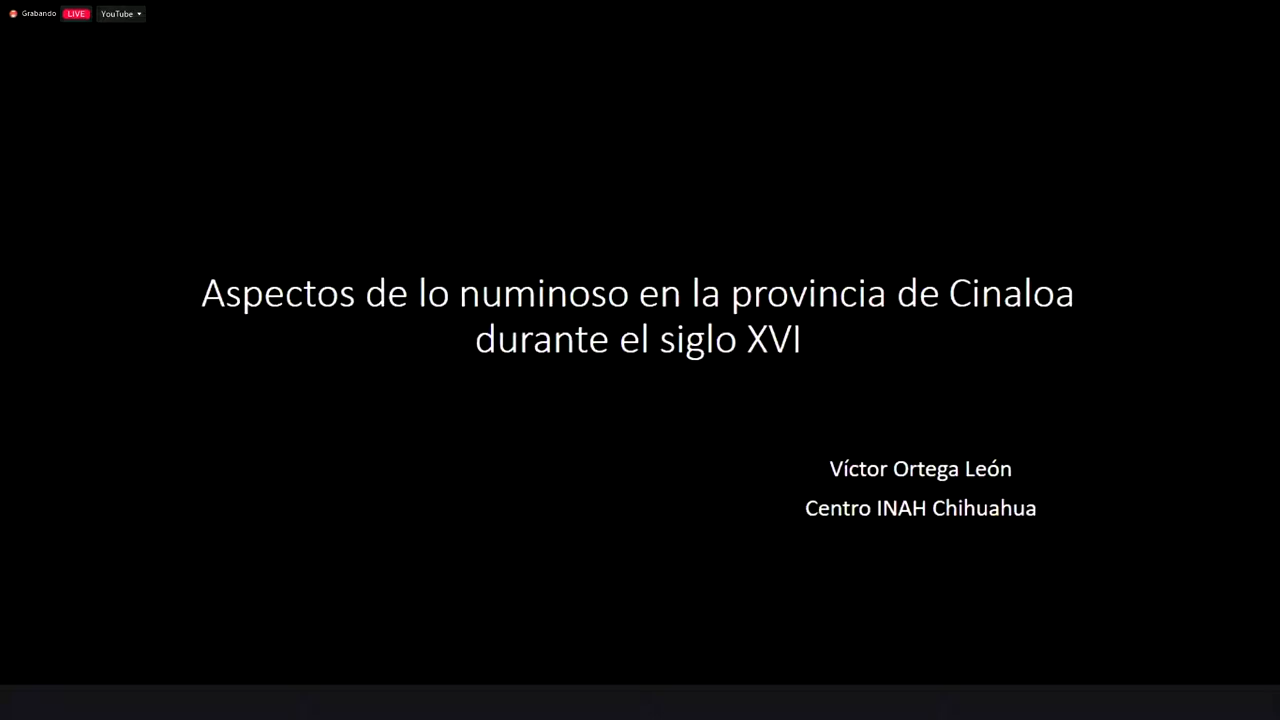 Grabando LIVE YouTube
Aspectos de lo numinoso en la provincia de Cinaloa
durante el siglo XVI
Víctor Ortega León
Centro INAH Chihuahua